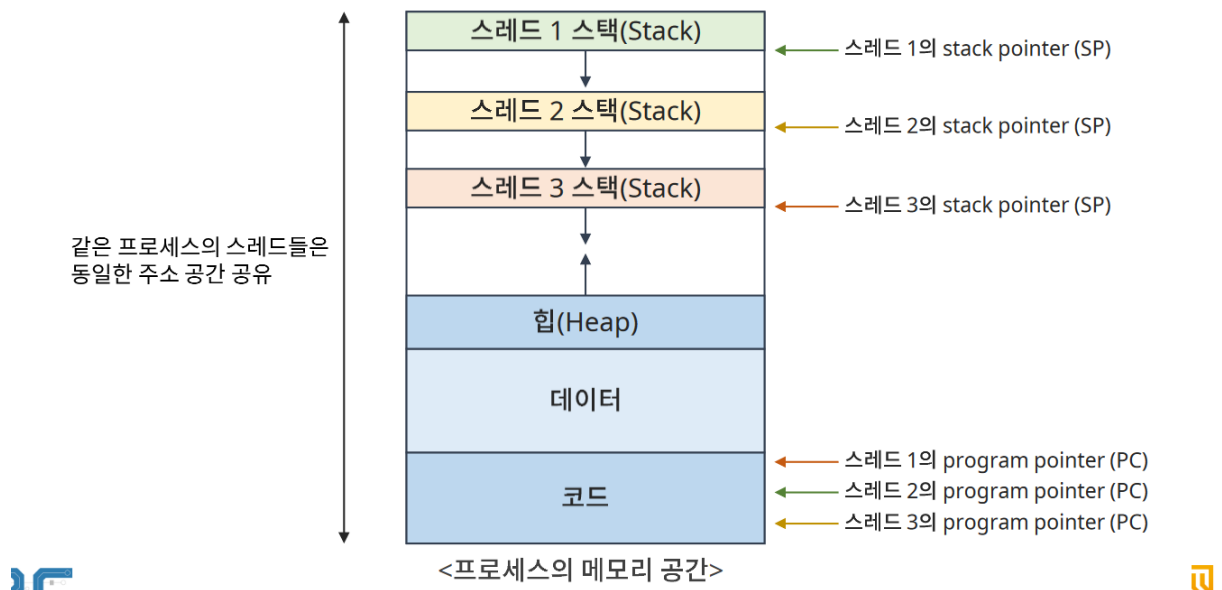 스레드 1 스택(Stack)
스레드 1의 stack pointer (SP)
스레드 2 스택(Stack)
스레드 2의 stack pointer (SP)
스레드 3 스택(Stack)
스레드 3의 stack pointer (SP)
같은 프로세스의 스레드들은
동일한 주소 공간 공유
힙(Heap)
데이터
코드
스레드 1의 program pointer (PC)
스레드 2의 program pointer (PC)
스레드 3의 program pointer (PC)
<프로세스의 메모리 공간>